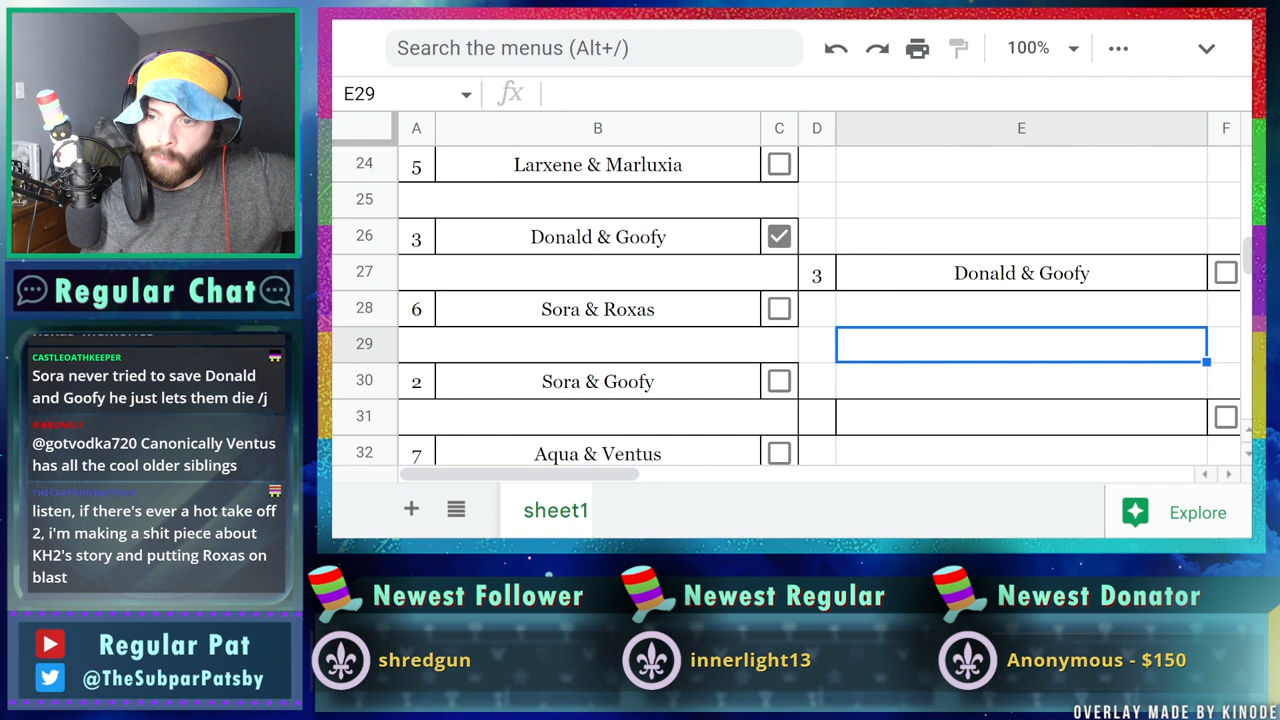 Search the menus (Alt+/)
100%
E29
fx
A B C D E F
24 5 Larxene & Marluxia
25
26 3 Donald & Goofy
27 3 Donald & Goofy
28 6 Sora & Roxas
29
30 2 Sora & Goofy
31
32 7 Aqua & Ventus
sheet1
Explore
Regular Chat
CASTLEOATHKEEPER
Sora never tried to save Donald
and Goofy he just lets them die /j
@gotvodka720 Canonically Ventus
has all the cool older siblings
listen, if there's ever a hot take off
2, i'm making a shit piece about
KH2's story and putting Roxas on
blast
Regular Pat
@TheSubparPatsby
Newest Follower
shredgun
Newest Regular
innerlight13
Newest Donator
Anonymous - $150
OVERLAY MADE BY KINODE